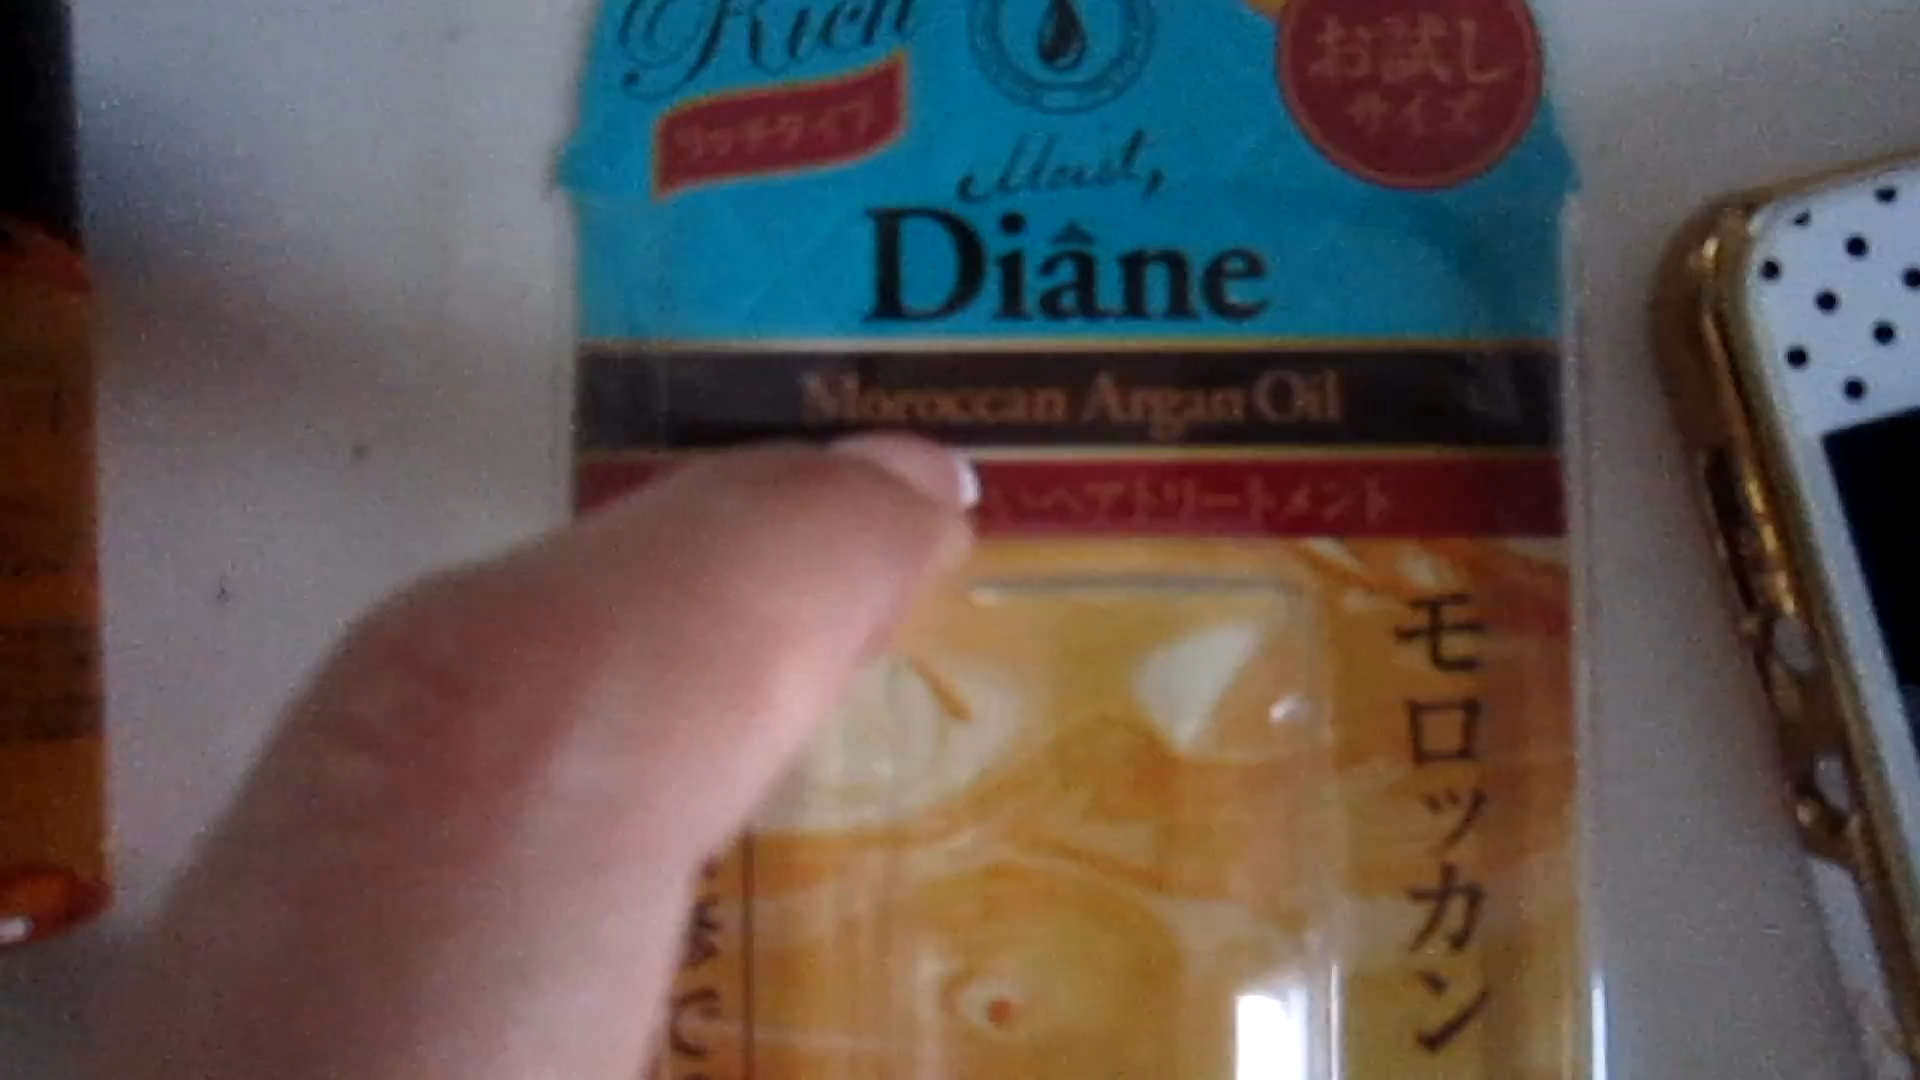 Rich
リッチタイプ
お試し
サイズ
Moist,
Diâne
Moroccan Argan Oil
いヘアトリートメント
モロッカン